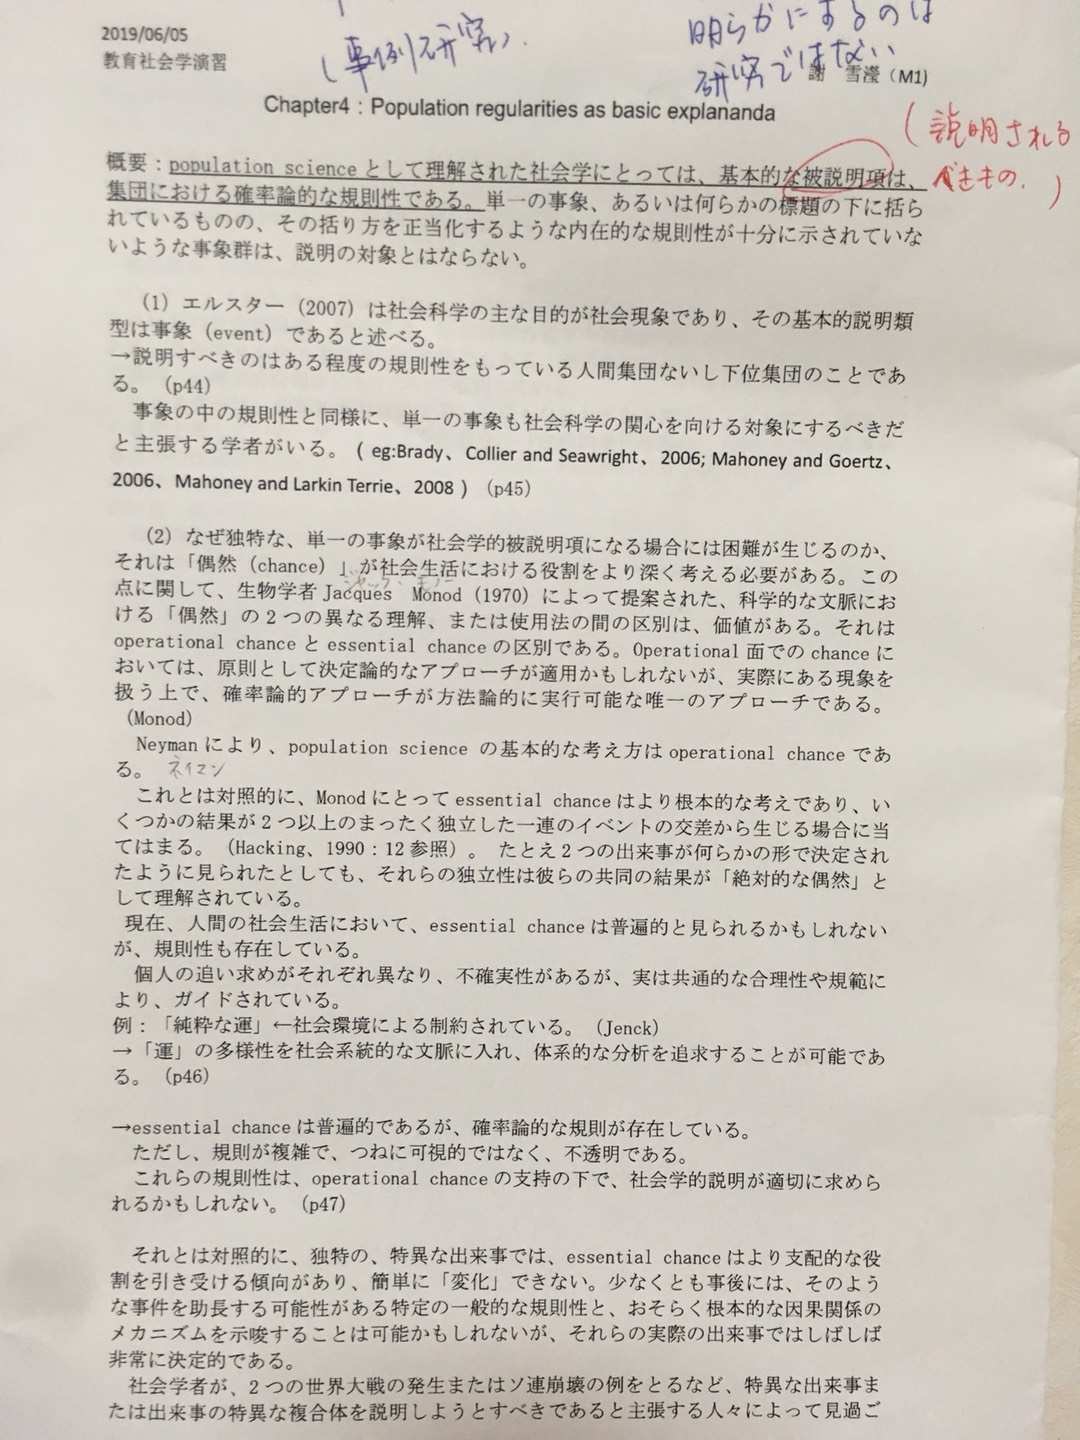 2019/06/05
教育社会学演習
(事例研究).
明らかにするのは
研究ではない
謝 雪瀅（M1）
Chapter4：Population regularities as basic explananda
(説明される
べきもの.)
概要：population science として理解された社会学にとっては、基本的な被説明項は、
集団における確率論的な規則性である。単一の事象、あるいは何らかの標題の下に括ら
れているものの、その括り方を正当化するような内在的な規則性が十分に示されていな
いような事象群は、説明の対象とはならない。
（1）エルスター（2007）は社会科学の主な目的が社会現象であり、その基本的説明類
型は事象（event）であると述べる。
→説明すべきのはある程度の規則性をもっている人間集団ないし下位集団のことであ
る。（p44）
事象の中の規則性と同様に、単一の事象も社会科学の関心を向ける対象にするべきだ
と主張する学者がいる。( eg:Brady、Collier and Seawright、2006; Mahoney and Goertz、
2006、Mahoney and Larkin Terrie、2008 )（p45）
（2）なぜ独特な、単一の事象が社会学的被説明項になる場合には困難が生じるのか、
それは「偶然（chance）」が社会生活における役割をより深く考える必要がある。この
ジャック・モノー
点に関して、生物学者 Jacques Monod（1970）によって提案された、科学的な文脈にお
ける「偶然」の２つの異なる理解、または使用法の間の区別は、価値がある。それは
operational chance と essential chance の区別である。Operational 面での chance に
おいては、原則として決定論的なアプローチが適用かもしれないが、実際にある現象を
扱う上で、確率論的アプローチが方法論的に実行可能な唯一のアプローチである。
（Monod）
Neyman により、population science の基本的な考え方は operational chance であ
る。 ネイマン
これとは対照的に、Monod にとって essential chance はより根本的な考えであり、い
くつかの結果が２つ以上のまったく独立した一連のイベントの交差から生じる場合に当
てはまる。（Hacking、1990：12 参照）。 たとえ２つの出来事が何らかの形で決定され
たように見られたとしても、それらの独立性は彼らの共同の結果が「絶対的な偶然」と
して理解されている。
現在、人間の社会生活において、essential chance は普遍的と見られるかもしれない
が、規則性も存在している。
個人の追い求めがそれぞれ異なり、不確実性があるが、実は共通的な合理性や規範に
より、ガイドされている。
例：「純粋な運」←社会環境による制約されている。（Jenck）
→「運」の多様性を社会系統的な文脈に入れ、体系的な分析を追求することが可能であ
る。（p46）
→essential chance は普遍的であるが、確率論的な規則が存在している。
ただし、規則が複雑で、つねに可視的ではなく、不透明である。
これらの規則性は、operational chance の支持の下で、社会学的説明が適切に求めら
れるかもしれない。（p47）
それとは対照的に、独特の、特異な出来事では、essential chance はより支配的な役
割を引き受ける傾向があり、簡単に「変化」できない。少なくとも事後には、そのよう
な事件を助長する可能性がある特定の一般的な規則性と、おそらく根本的な因果関係の
メカニズムを示唆することは可能かもしれないが、それらの実際の出来事ではしばしば
非常に決定的である。
社会学者が、２つの世界大戦の発生またはソ連崩壊の例をとるなど、特異な出来事ま
たは出来事の特異な複合体を説明しようとすべきであると主張する人々によって見過ご